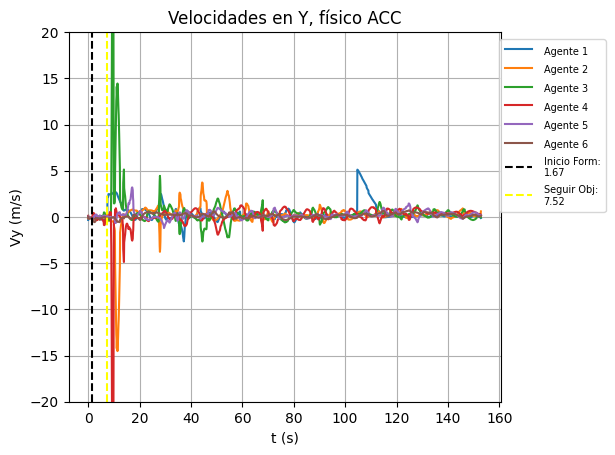 Velocidades en Y, físico ACC
Vy (m/s)
20
15
10
5
0
−5
−10
−15
−20
0
20
40
60
80
100
120
140
160
t (s)
Agente 1
Agente 2
Agente 3
Agente 4
Agente 5
Agente 6
Inicio Form:
1.67
Seguir Obj:
7.52